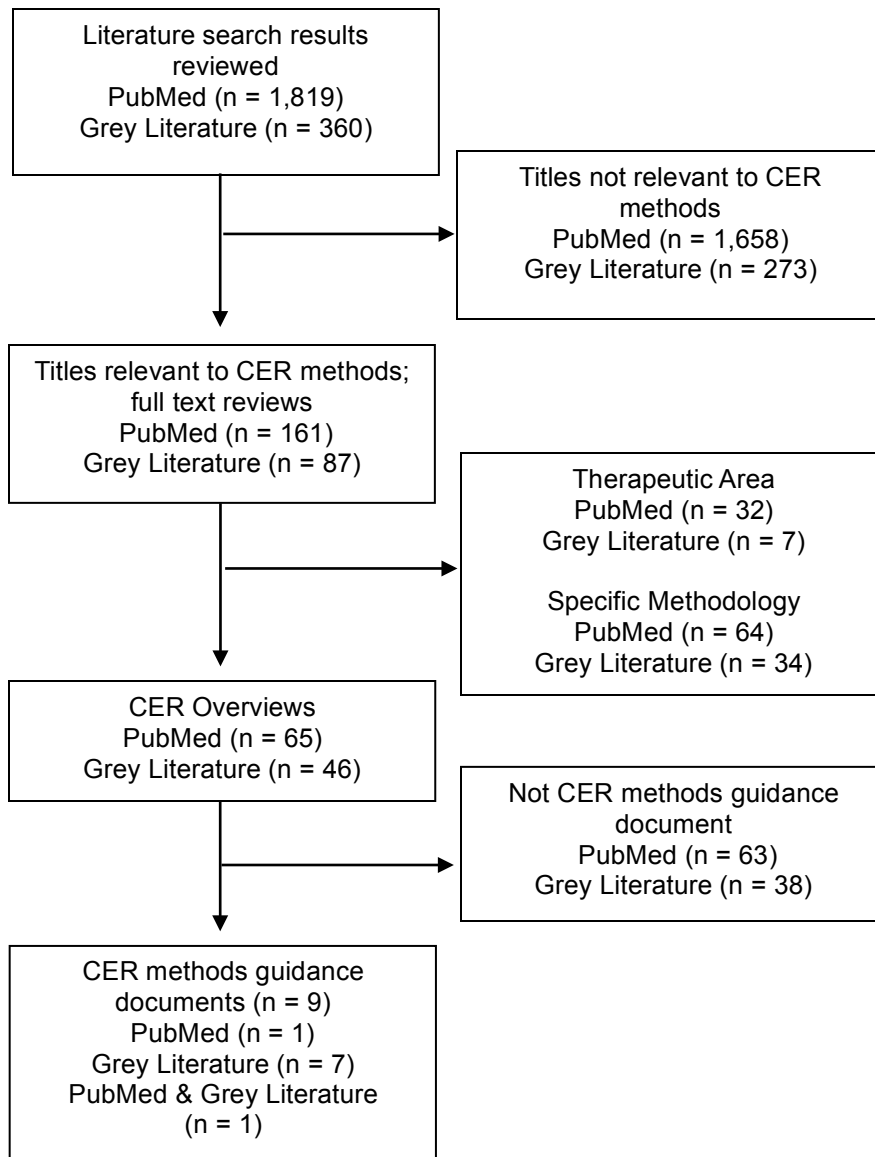 Literature search results
reviewed
PubMed (n = 1,819)
Grey Literature (n = 360)
Titles not relevant to CER
methods
PubMed (n = 1,658)
Grey Literature (n = 273)
Titles relevant to CER methods;
full text reviews
PubMed (n = 161)
Grey Literature (n = 87)
Therapeutic Area
PubMed (n = 32)
Grey Literature (n = 7)
Specific Methodology
PubMed (n = 64)
Grey Literature (n = 34)
CER Overviews
PubMed (n = 65)
Grey Literature (n = 46)
Not CER methods guidance
document
PubMed (n = 63)
Grey Literature (n = 38)
CER methods guidance
documents (n = 9)
PubMed (n = 1)
Grey Literature (n = 7)
PubMed & Grey Literature
(n = 1)